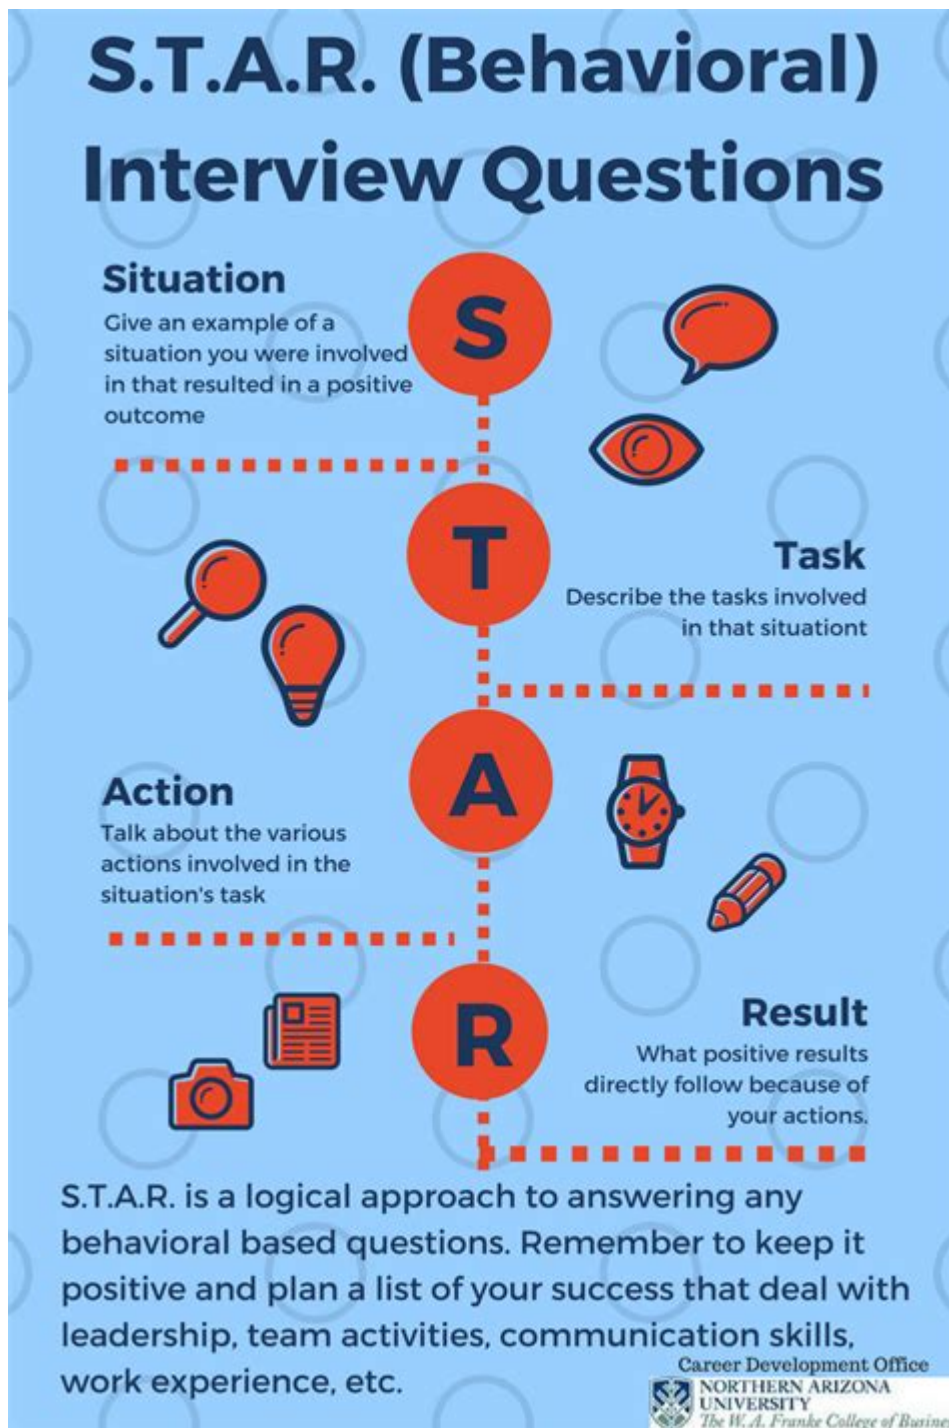 S.T.A.R. (Behavioral)
Interview Questions
Situation
Give an example of a
situation you were involved
in that resulted in a positive
outcome
S
T
Task
Describe the tasks involved
in that situationt
Action
Talk about the various
actions involved in the
situation's task
A
R
Result
What positive results
directly follow because of
your actions.
S.T.A.R. is a logical approach to answering any
behavioral based questions. Remember to keep it
positive and plan a list of your success that deal with
leadership, team activities, communication skills,
work experience, etc.
Career Development Office
NORTHERN ARIZONA
UNIVERSITY
The W. A. Franke College of Busine